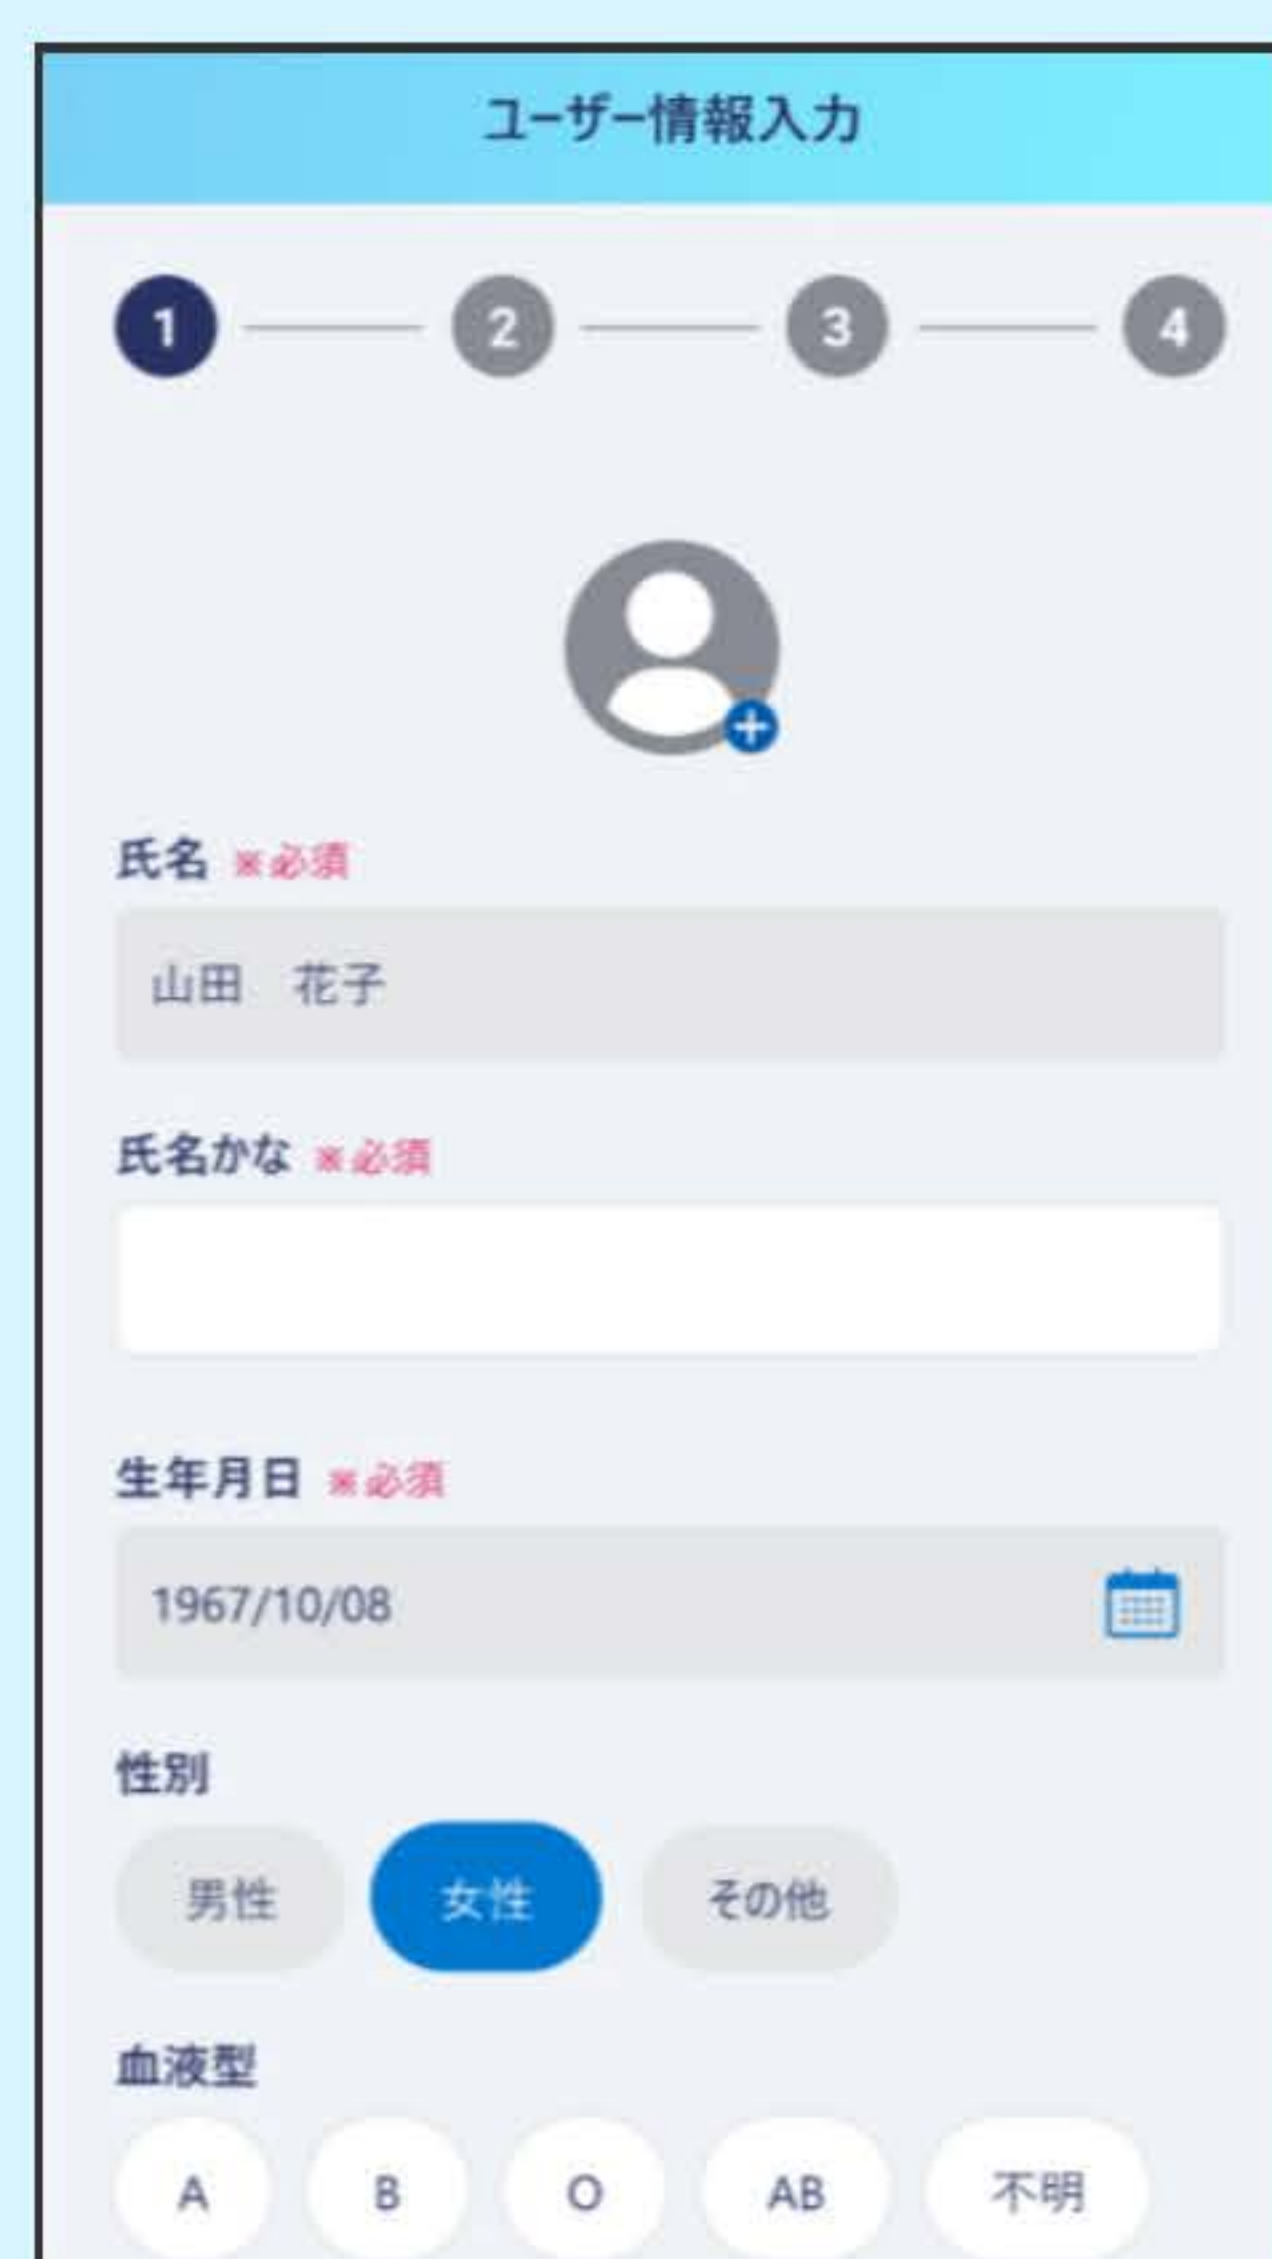 ユーザー情報入力
1 2 3 4
氏名 ※必須
山田　花子
氏名かな ※必須
生年月日 ※必須
1967/10/08
性別
男性 女性 その他
血液型
A B O AB 不明